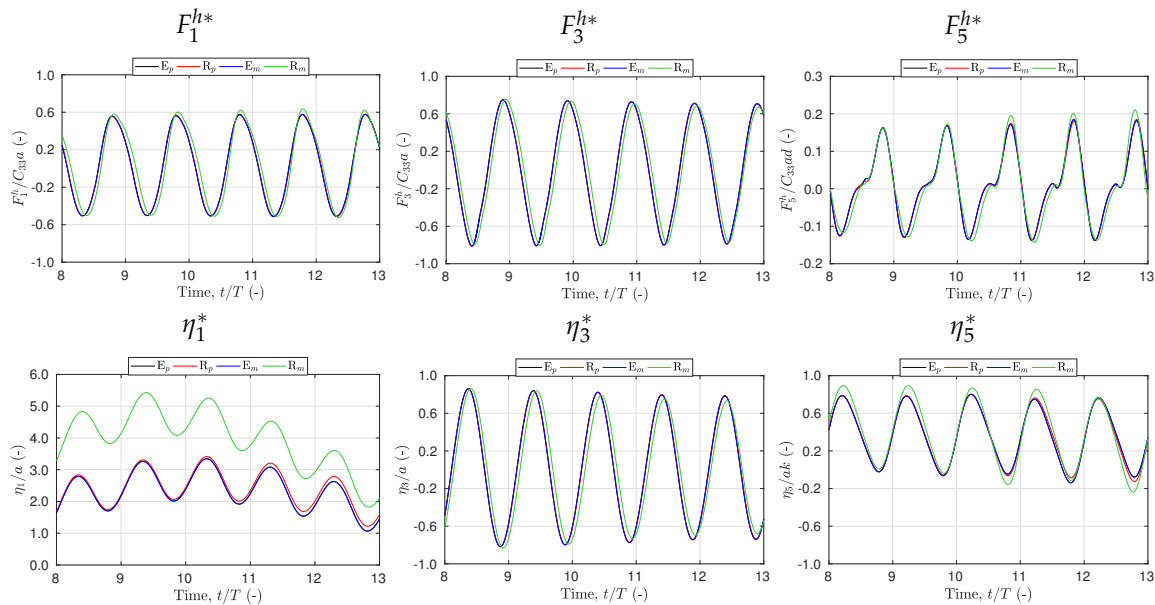 F_1^{h*}
F_3^{h*}
F_5^{h*}
E_p R_p E_m R_m
1.0
0.6
0.2
-0.2
-0.6
-1.0
F_1^h/C_{33}a (-)
8 9 10 11 12 13
Time, t/T (-)
E_p R_p E_m R_m
1.0
0.6
0.2
-0.2
-0.6
-1.0
F_3^h/C_{33}a (-)
8 9 10 11 12 13
Time, t/T (-)
E_p R_p E_m R_m
0.3
0.2
0.1
0.0
-0.1
-0.2
F_5^h/C_{33}ad (-)
8 9 10 11 12 13
Time, t/T (-)
η_1^*
η_3^*
η_5^*
E_p R_p E_m R_m
6.0
5.0
4.0
3.0
2.0
1.0
0.0
η_1/a (-)
8 9 10 11 12 13
Time, t/T (-)
E_p R_p E_m R_m
1.0
0.6
0.2
-0.2
-0.6
-1.0
η_3/a (-)
8 9 10 11 12 13
Time, t/T (-)
E_p R_p E_m R_m
1.0
0.6
0.2
-0.2
-0.6
-1.0
η_5/ak (-)
8 9 10 11 12 13
Time, t/T (-)